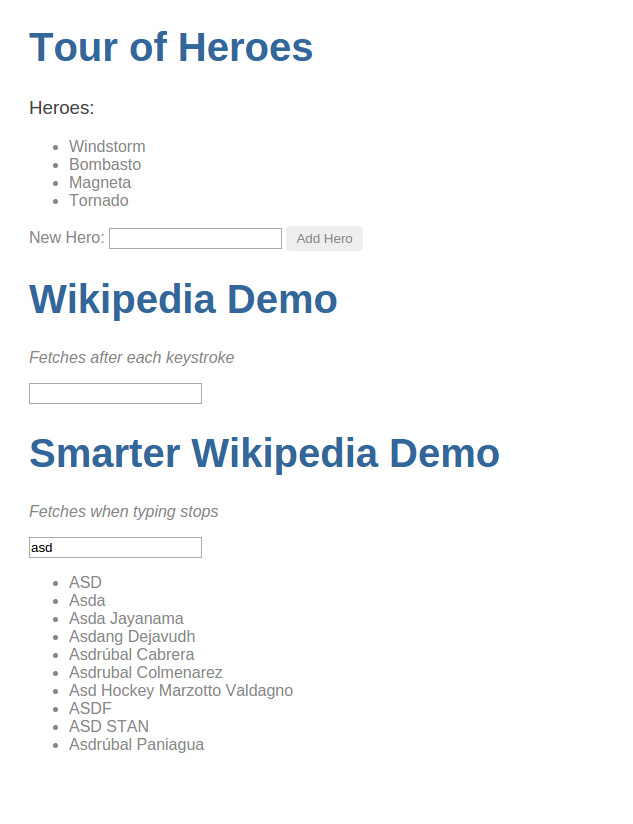 Tour of Heroes
Heroes:
Windstorm
Bombasto
Magneta
Tornado
New Hero: Add Hero
Wikipedia Demo
Fetches after each keystroke
Smarter Wikipedia Demo
Fetches when typing stops
asd
ASD
Asda
Asda Jayanama
Asdang Dejavudh
Asdrúbal Cabrera
Asdrubal Colmenarez
Asd Hockey Marzotto Valdagno
ASDF
ASD STAN
Asdrúbal Paniagua